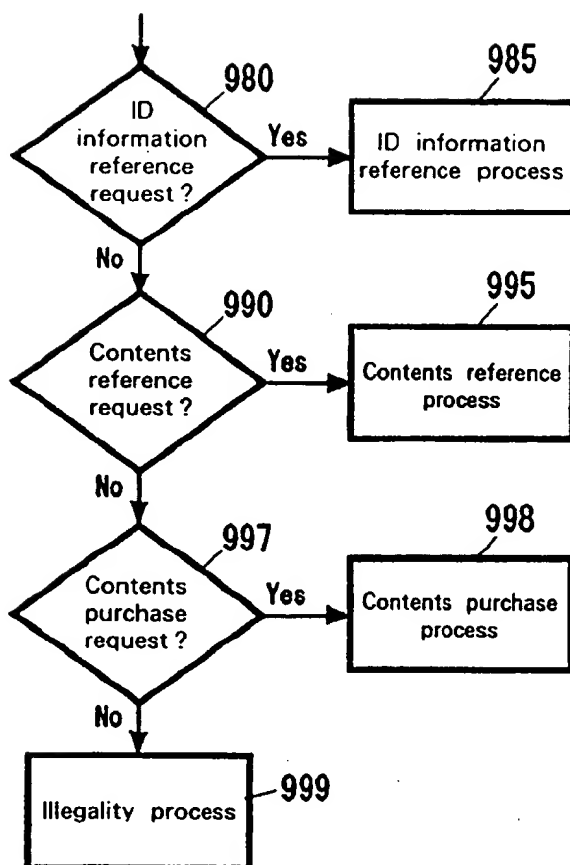 980
ID
information
reference
request ?
Yes
985
ID information
reference process
No
990
Contents
reference
request ?
Yes
995
Contents reference
process
No
997
Contents
purchase
request ?
Yes
998
Contents purchase
process
No
Illegality process
999